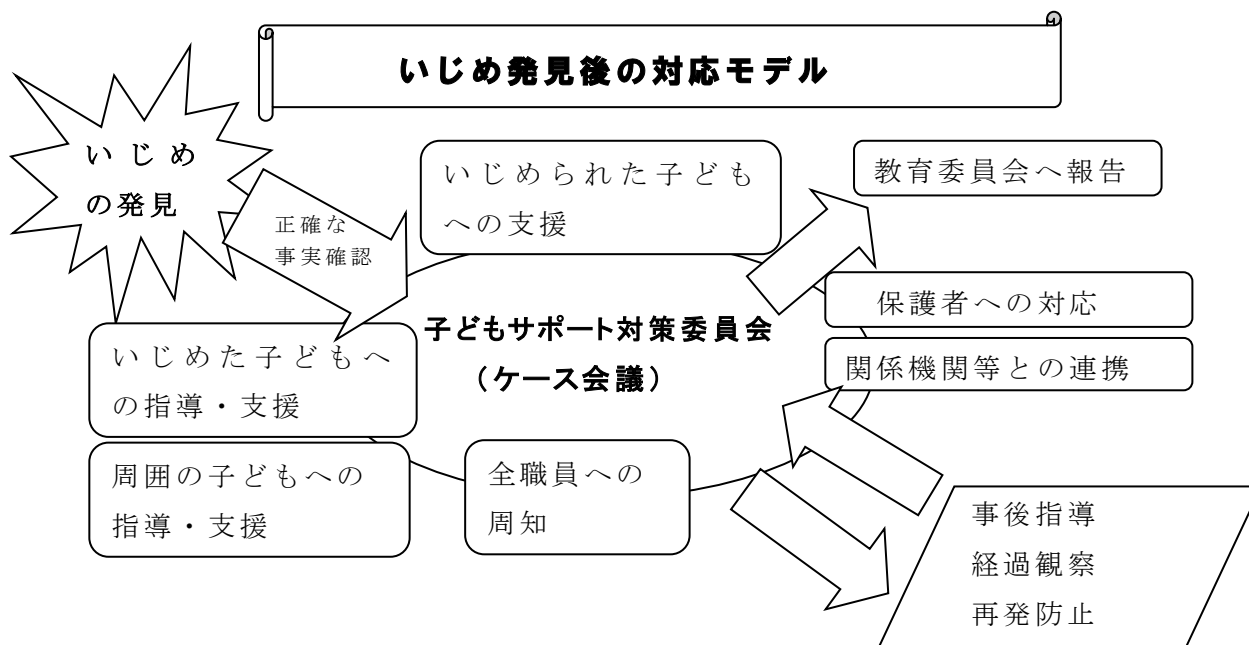 いじめ発見後の対応モデル
いじめ
の発見
正確な
事実確認
いじめられた子ども
への支援
教育委員会へ報告
保護者への対応
関係機関等との連携
子どもサポート対策委員会
（ケース会議）
いじめた子どもへ
の指導・支援
周囲の子どもへの
指導・支援
全職員への
周知
事後指導
経過観察
再発防止